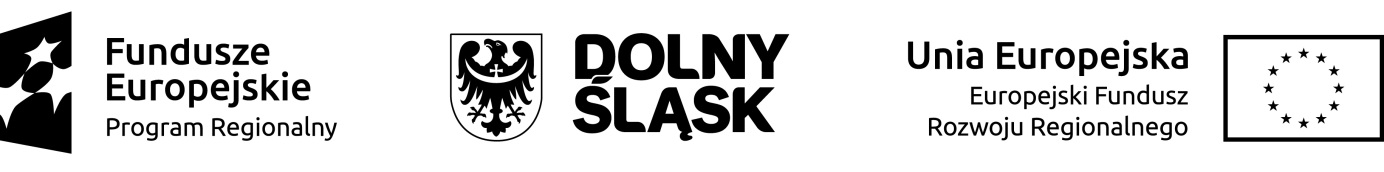 Fundusze
Europejskie
Program Regionalny
DOLNY
ŚLĄSK
Unia Europejska
Europejski Fundusz
Rozwoju Regionalnego